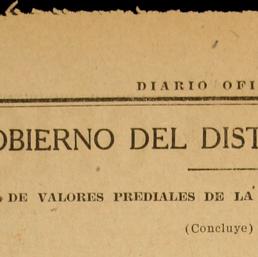 DIARIO OFI
OBIERNO DEL DIST
DE VALORES PREDIALES DE LA
(Concluye)